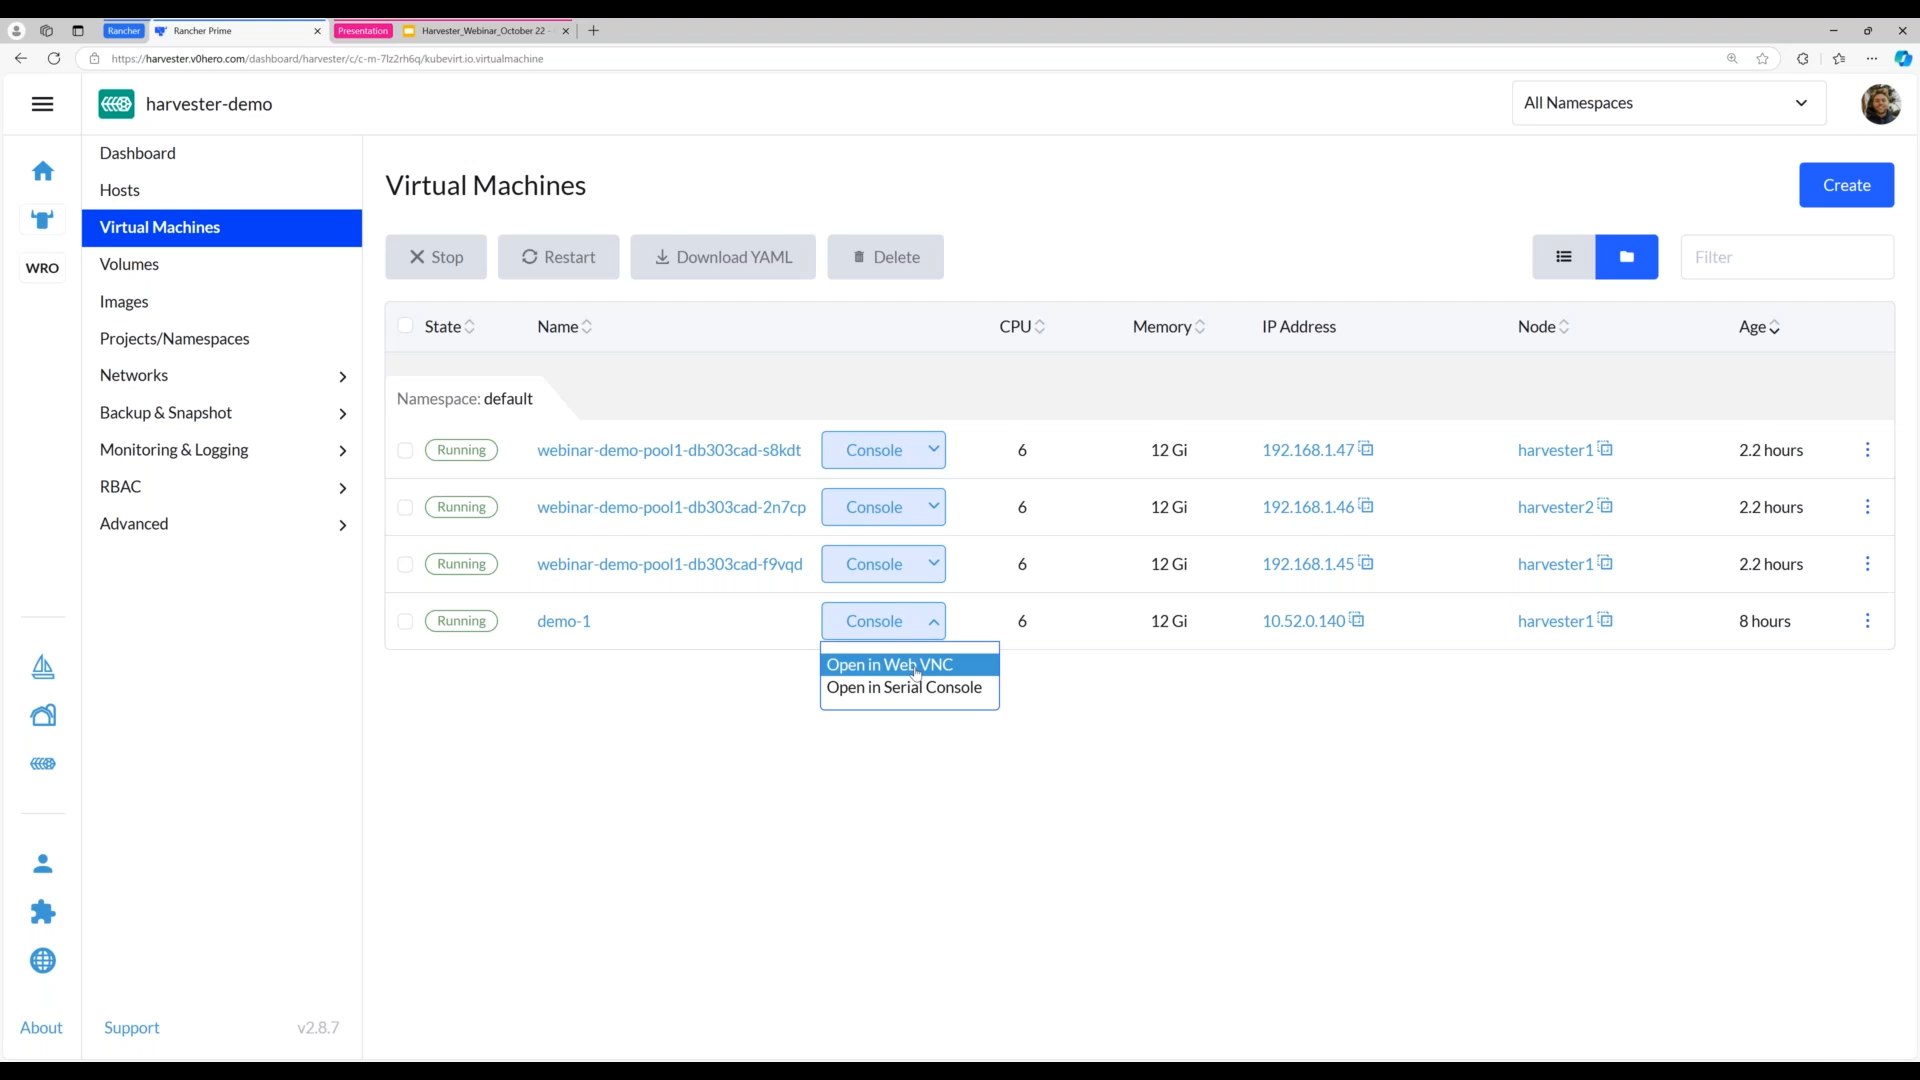 Rancher
Rancher Prime
Presentation
Harvester_Webinar_October 22 -
https://harvester.v0hero.com/dashboard/harvester/c/c-m-7lz2rh6q/kubevirt.io.virtualmachine
harvester-demo
All Namespaces
Dashboard
Hosts
Virtual Machines
Volumes
Images
Projects/Namespaces
Networks
Backup & Snapshot
Monitoring & Logging
RBAC
Advanced
WRO
About
Support
v2.8.7
Virtual Machines
Create
Stop
Restart
Download YAML
Delete
Filter
State Name CPU Memory IP Address Node Age
Namespace: default
Running webinar-demo-pool1-db303cad-s8kdt Console 6 12 Gi 192.168.1.47 harvester1 2.2 hours
Running webinar-demo-pool1-db303cad-2n7cp Console 6 12 Gi 192.168.1.46 harvester2 2.2 hours
Running webinar-demo-pool1-db303cad-f9vqd Console 6 12 Gi 192.168.1.45 harvester1 2.2 hours
Running demo-1 Console 6 12 Gi 10.52.0.140 harvester1 8 hours
Open in Web VNC
Open in Serial Console